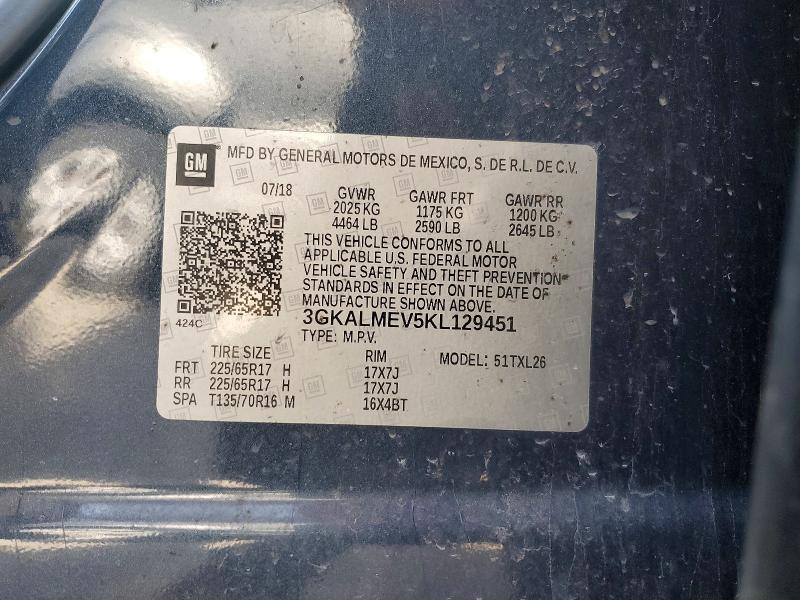 GM MFD BY GENERAL MOTORS DE MEXICO, S. DE R.L. DE C.V.
07/18 GVWR GAWR FRT GAWR RR
2025 KG 1175 KG 1200 KG
4464 LB 2590 LB 2645 LB
THIS VEHICLE CONFORMS TO ALL
APPLICABLE U.S. FEDERAL MOTOR
VEHICLE SAFETY AND THEFT PREVENTION
STANDARDS IN EFFECT ON THE DATE OF
MANUFACTURE SHOWN ABOVE.
424C 3GKALMEV5KL129451
TYPE: M.P.V.
TIRE SIZE RIM MODEL: 51TXL26
FRT 225/65R17 H 17X7J
RR 225/65R17 H 17X7J
SPA T135/70R16 M 16X4BT